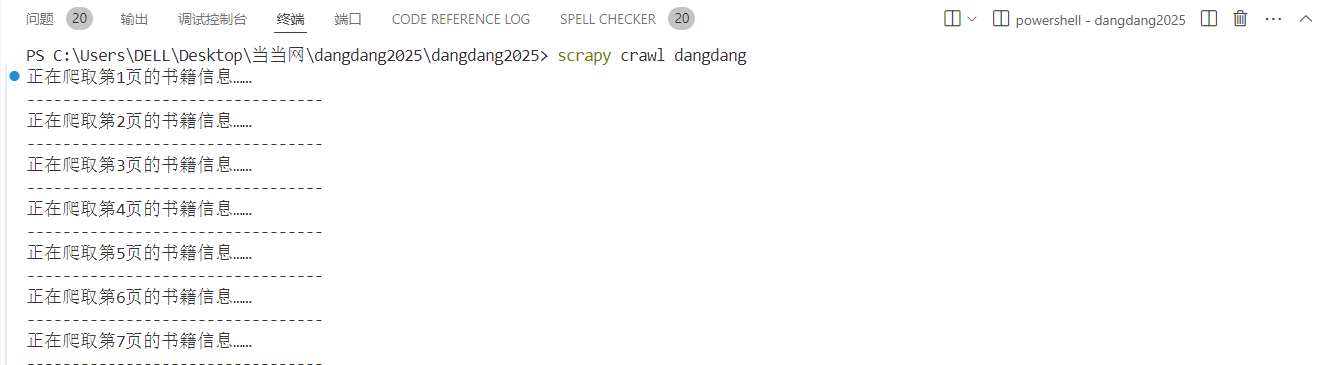 问题 20 输出 调试控制台 终端 端口 CODE REFERENCE LOG SPELL CHECKER 20 powershell - dangdang2025
PS C:\Users\DELL\Desktop\当当网\dangdang2025\dangdang2025> scrapy crawl dangdang
正在爬取第1页的书籍信息……
---------------------------------
正在爬取第2页的书籍信息……
---------------------------------
正在爬取第3页的书籍信息……
---------------------------------
正在爬取第4页的书籍信息……
---------------------------------
正在爬取第5页的书籍信息……
---------------------------------
正在爬取第6页的书籍信息……
---------------------------------
正在爬取第7页的书籍信息……
---------------------------------